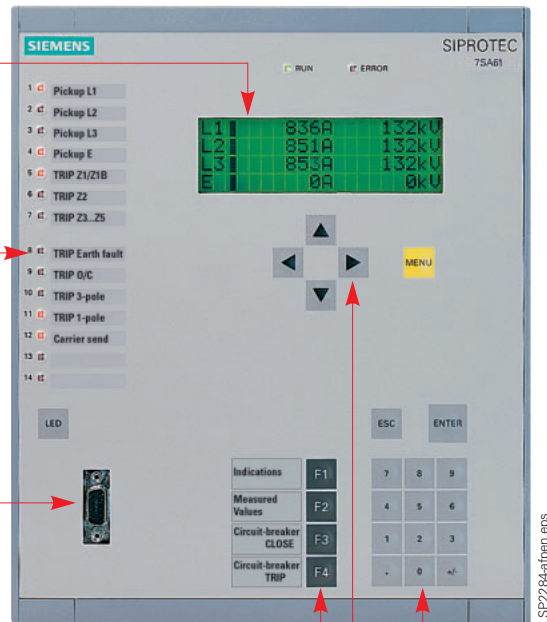 SIEMENS
SIPROTEC
7SA61
RUN
ERROR
1 Pickup L1
2 Pickup L2
3 Pickup L3
4 Pickup E
5 TRIP Z1/Z1B
6 TRIP Z2
7 TRIP Z3..Z5
8 TRIP Earth fault
9 TRIP O/C
10 TRIP 3-pole
11 TRIP 1-pole
12 Carrier send
13
14
L1 836A 132kV
L2 851A 132kV
L3 853A 132kV
E 0A 0kV
MENU
LED
ESC
ENTER
Indications F1
Measured
Values F2
Circuit-breaker
CLOSE F3
Circuit-breaker
TRIP F4
7 8 9
4 5 6
1 2 3
. 0 +/-
SP2284-afpen.eps